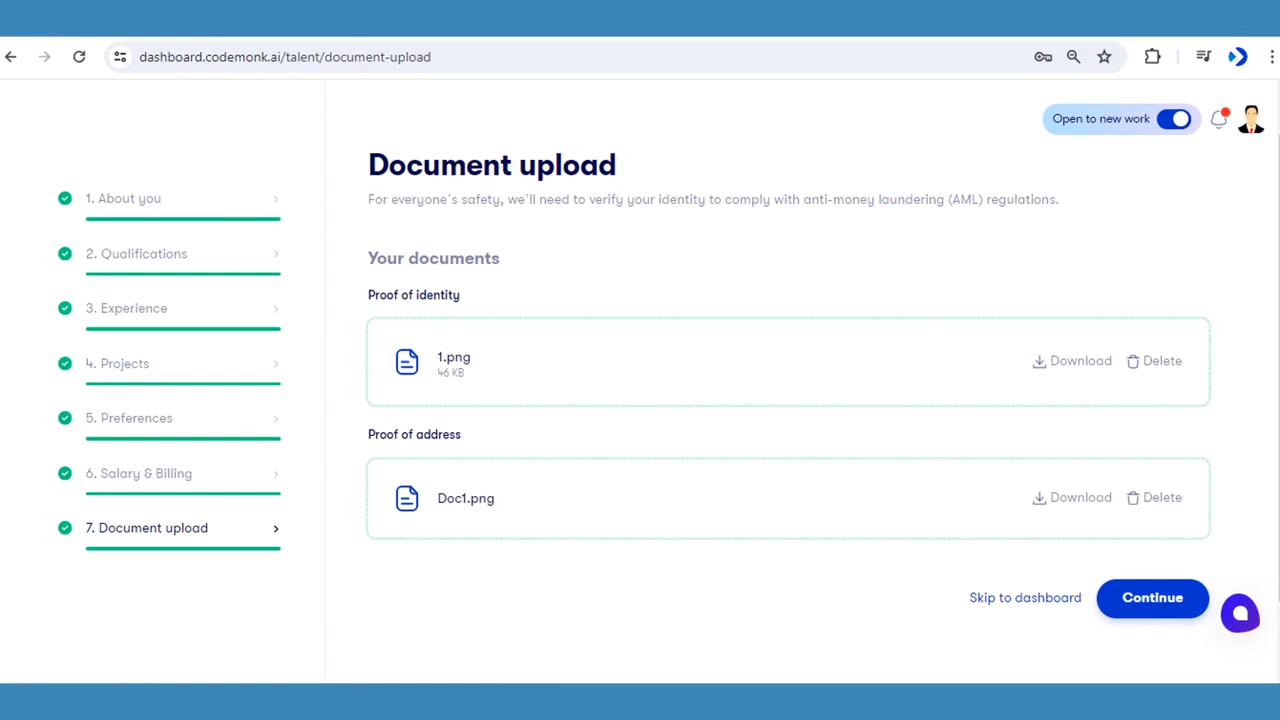 dashboard.codemonk.ai/talent/document-upload
Open to new work
Document upload
For everyone's safety, we'll need to verify your identity to comply with anti-money laundering (AML) regulations.
1. About you
2. Qualifications
3. Experience
4. Projects
5. Preferences
6. Salary & Billing
7. Document upload
Your documents
Proof of identity
1.png
46 KB
Download
Delete
Proof of address
Doc1.png
Download
Delete
Skip to dashboard
Continue